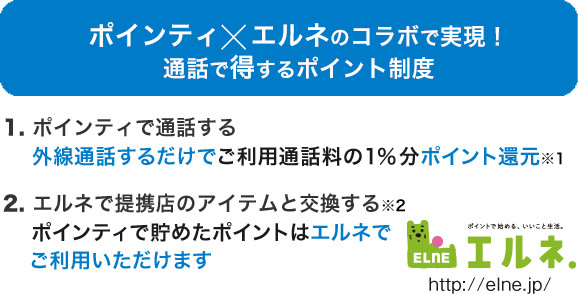 ポインティ×エルネのコラボで実現！
通話で得するポイント制度
1. ポインティで通話する
外線通話するだけでご利用通話料の1%分ポイント還元※1
2. エルネで提携店のアイテムと交換する※2
ポインティで貯めたポイントはエルネで
ご利用いただけます
ポイントで始める、いいこと生活。
ELNE エルネ.
http://elne.jp/